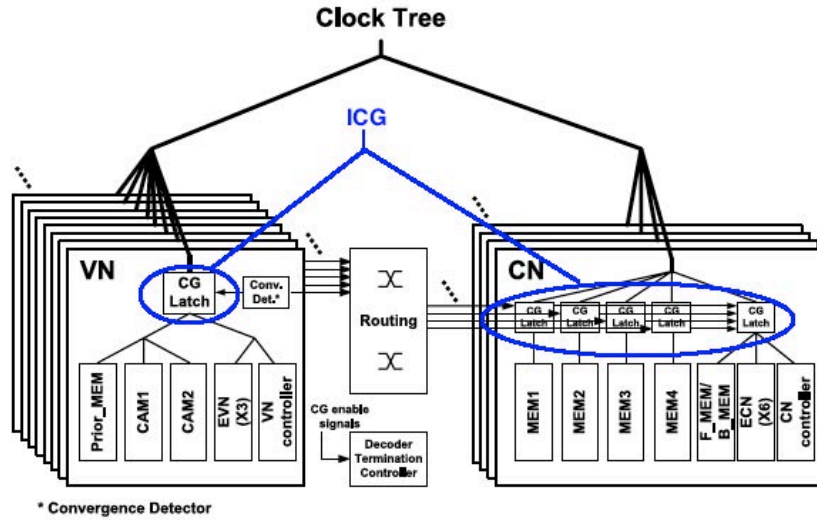 Clock Tree
ICG
VN
CG
Latch
Conv.
Det.*
Prior_MEM
CAM1
CAM2
EVN
(X3)
VN
controller
Routing
CG enable
signals
Decoder
Termination
Controller
CN
CG
Latch
CG
Latch
CG
Latch
CG
Latch
CG
Latch
MEM1
MEM2
MEM3
MEM4
F_MEM/
B_MEM
ECN
(X6)
CN
controller
* Convergence Detector